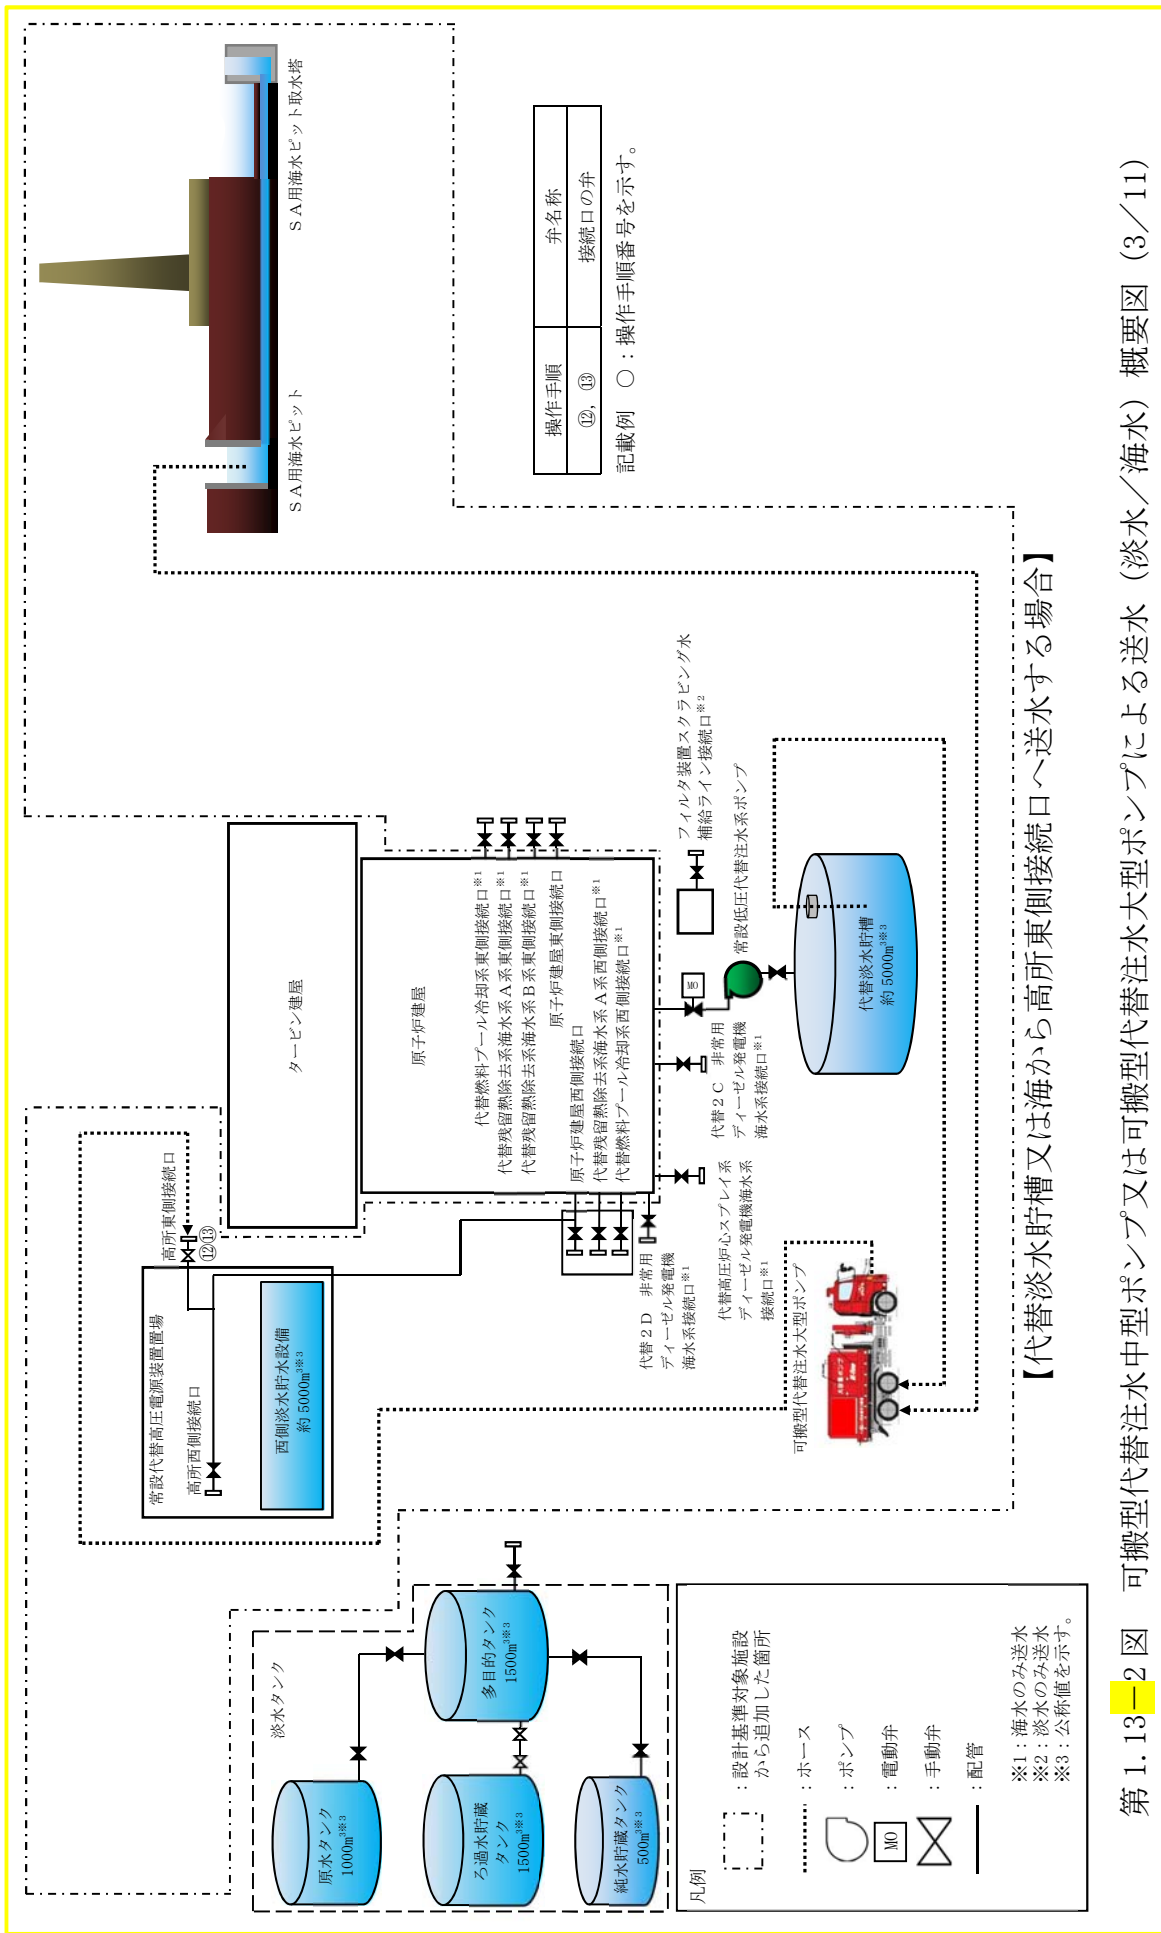 ＳＡ用海水ピット取水塔
ＳＡ用海水ピット
操作手順
弁名称
⑫，⑬
接続口の弁
記載例　○：操作手順番号を示す。
タービン建屋
原子炉建屋
代替燃料プール冷却系東側接続口※1
代替残留熱除去系海水系Ａ系東側接続口※1
代替残留熱除去系海水系Ｂ系東側接続口※1
原子炉建屋東側接続口
原子炉建屋西側接続口
代替残留熱除去系海水系Ａ系西側接続口※1
代替燃料プール冷却系西側接続口※1
フィルタ装置スクラビング水
補給ライン接続口※2
常設低圧代替注水系ポンプ
MO
代替２Ｃ　非常用
ディーゼル発電機
海水系接続口※1
代替淡水貯槽
約 5000m³※3
高所東側接続口
⑫⑬
常設代替高圧電源装置置場
高所西側接続口
西側淡水貯水設備
約 5000m³※3
代替２Ｄ　非常用
ディーゼル発電機
海水系接続口※1
代替高圧炉心スプレイ系
ディーゼル発電機海水系
接続口※1
可搬型代替注水大型ポンプ
淡水タンク
多目的タンク
1500m³※3
原水タンク
1000m³※3
ろ過水貯蔵
タンク
1500m³※3
純水貯蔵タンク
500m³※3
凡例
：設計基準対象施設
から追加した箇所
：ホース
：ポンプ
MO
：電動弁
：手動弁
：配管
※1：海水のみ送水
※2：淡水のみ送水
※3：公称値を示す。
【代替淡水貯槽又は海から高所東側接続口へ送水する場合】
第 1.13－2 図　可搬型代替注水中型ポンプ又は可搬型代替注水大型ポンプによる送水（淡水／海水）概要図（3／11）